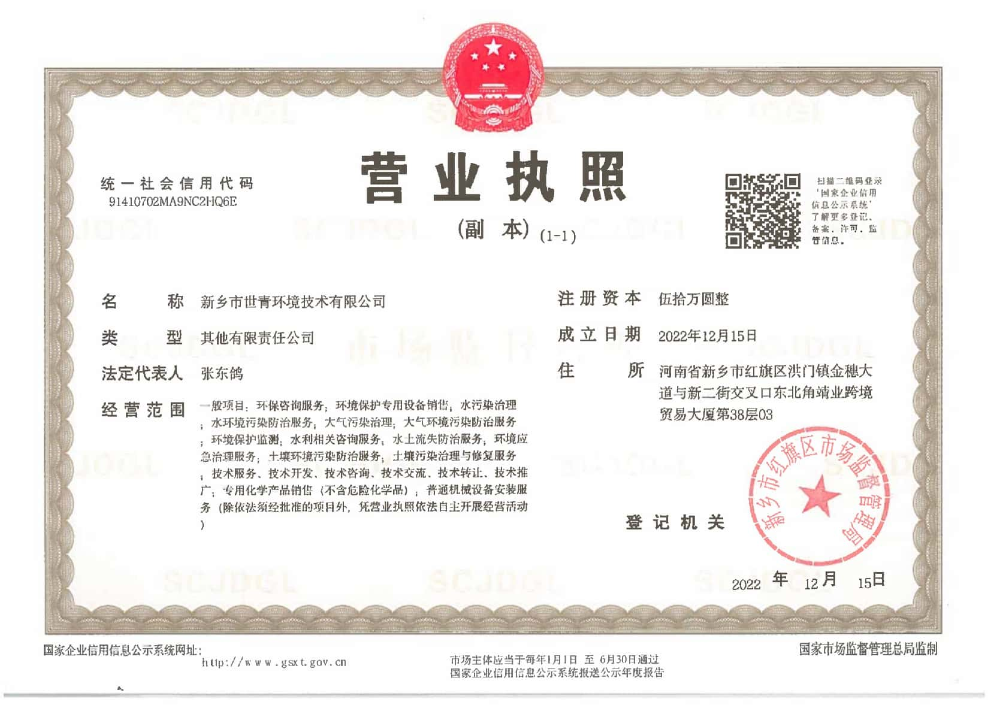 营业执照
(副 本) (1-1)
统一社会信用代码
91410702MA9NC2HQ6E
扫描二维码登录
'国家企业信用
信息公示系统'
了解更多登记、
备案、许可、监
管信息。
名 称 新乡市世青环境技术有限公司
类 型 其他有限责任公司
法定代表人 张东鸽
经营范围 一般项目：环保咨询服务；环境保护专用设备销售；水污染治理
；水环境污染防治服务；大气污染治理；大气环境污染防治服务
；环境保护监测；水利相关咨询服务；水土流失防治服务；环境应
急治理服务；土壤环境污染防治服务；土壤污染治理与修复服务
；技术服务、技术开发、技术咨询、技术交流、技术转让、技术推
广；专用化学产品销售（不含危险化学品）；普通机械设备安装服
务（除依法须经批准的项目外，凭营业执照依法自主开展经营活动
）
注册资本 伍拾万圆整
成立日期 2022年12月15日
住 所 河南省新乡市红旗区洪门镇金穗大
道与新二街交叉口东北角靖业跨境
贸易大厦第38层03
新乡市红旗区市场监督管理局
登记机关
2022 年 12 月 15 日
国家企业信用信息公示系统网址：
http://www.gsxt.gov.cn
市场主体应当于每年1月1日 至 6月30日通过
国家企业信用信息公示系统报送公示年度报告
国家市场监督管理总局监制
SCJDGL
SCJDGL
SCJDGL